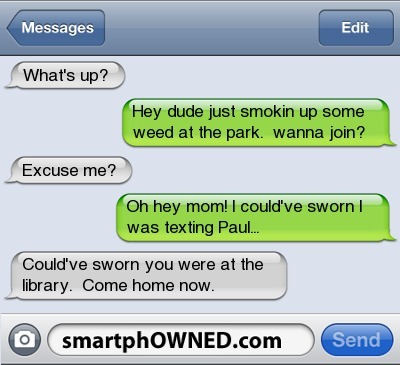 Messages
Edit
What's up?
Hey dude just smokin up some
weed at the park.  wanna join?
Excuse me?
Oh hey mom! I could've sworn I
was texting Paul...
Could've sworn you were at the
library.  Come home now.
smartphOWNED.com
Send